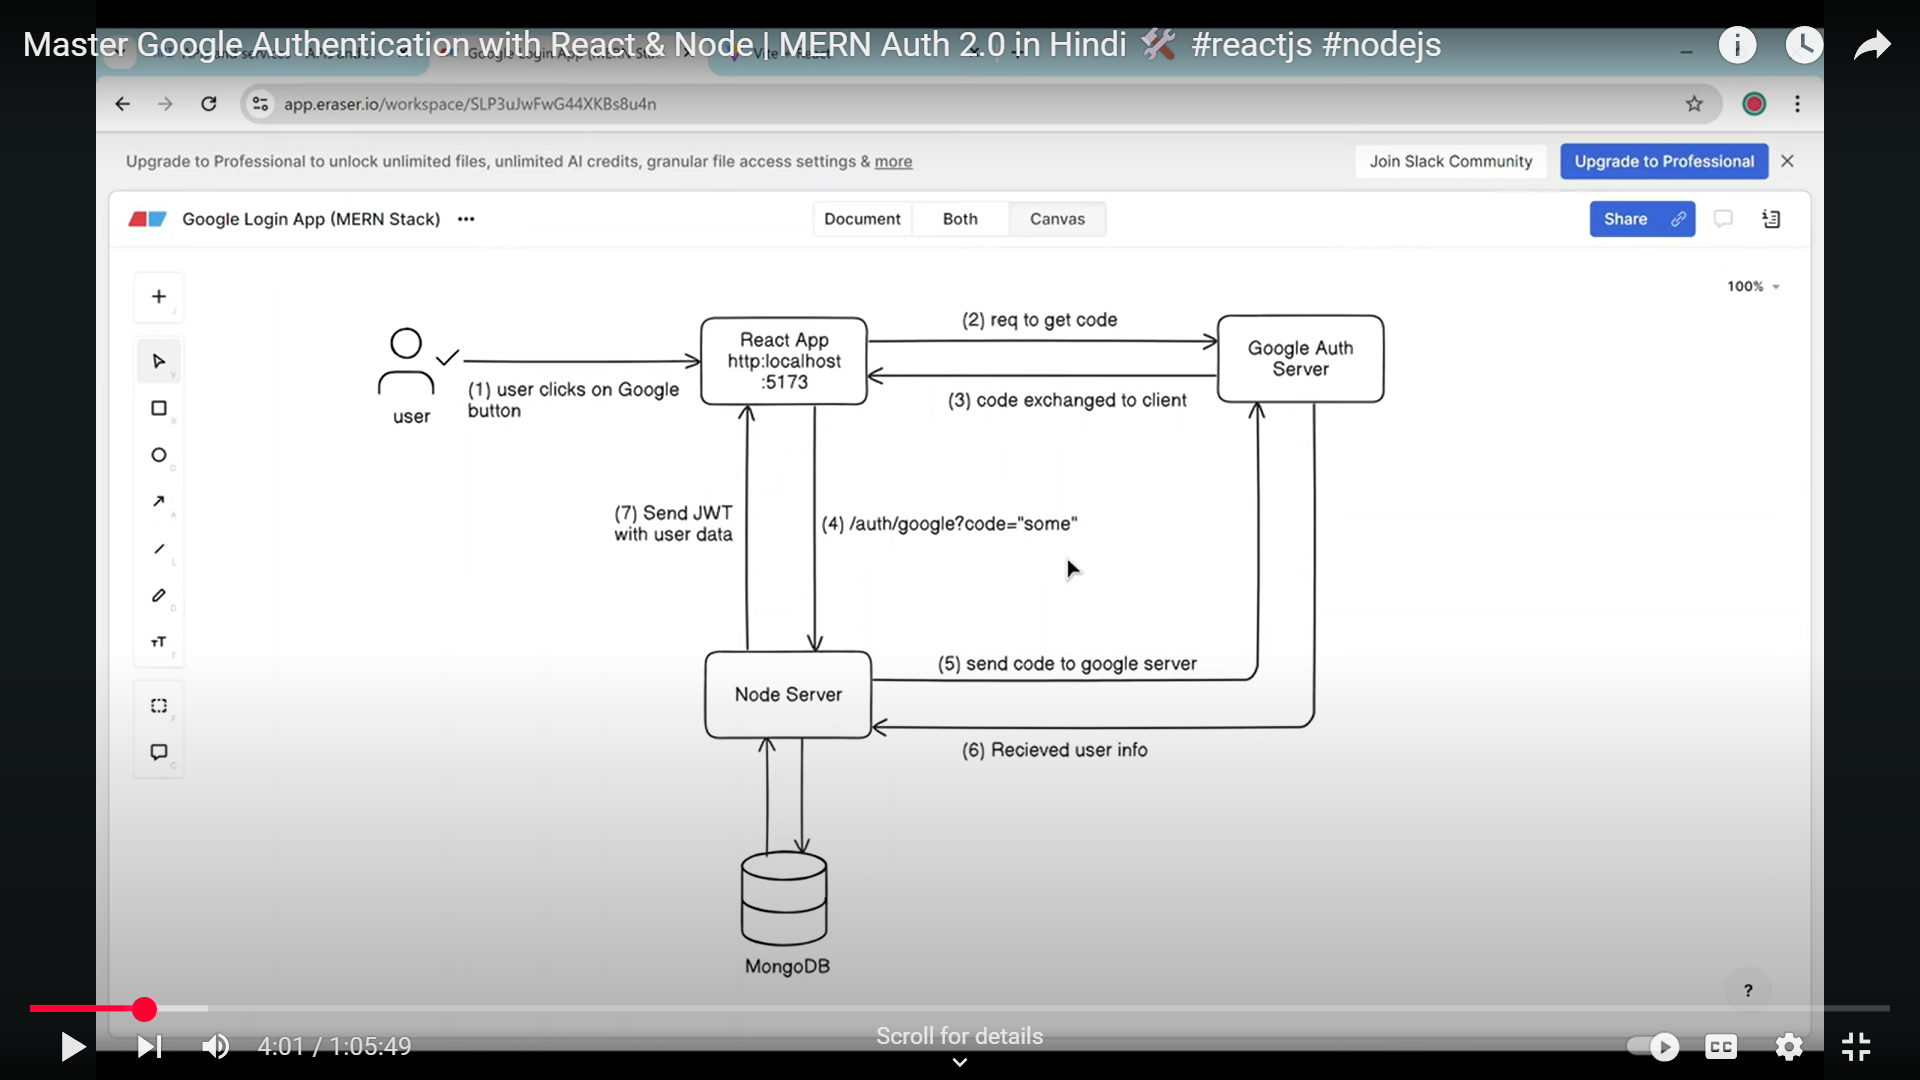 Master Google Authentication with React & Node | MERN Auth 2.0 in Hindi 🛠️ #reactjs #nodejs
app.eraser.io/workspace/SLP3uJwFwG44XKBs8u4n
Upgrade to Professional to unlock unlimited files, unlimited AI credits, granular file access settings & more
Join Slack Community
Upgrade to Professional
Google Login App (MERN Stack)
Document
Both
Canvas
Share
100%
user
(1) user clicks on Google
button
React App
http:localhost
:5173
(2) req to get code
(3) code exchanged to client
Google Auth
Server
(7) Send JWT
with user data
(4) /auth/google?code="some"
Node Server
(5) send code to google server
(6) Recieved user info
MongoDB
?
Scroll for details
4:01 / 1:05:49
CC